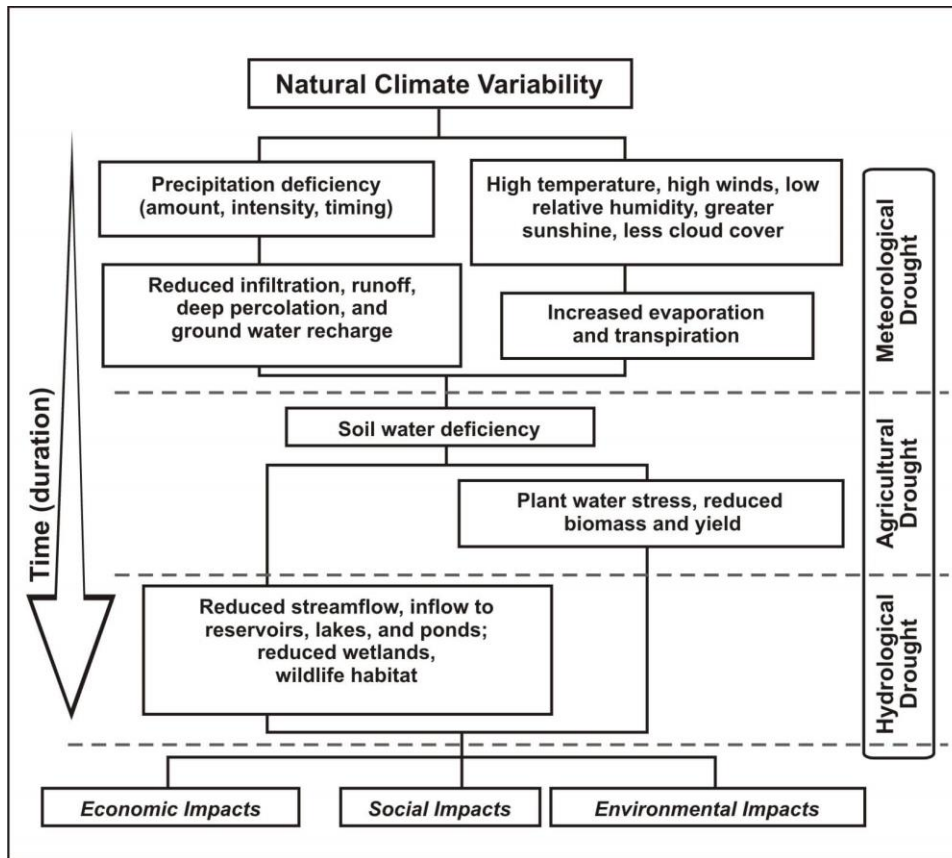 Natural Climate Variability
Precipitation deficiency
(amount, intensity, timing)
High temperature, high winds, low
relative humidity, greater
sunshine, less cloud cover
Reduced infiltration, runoff,
deep percolation, and
ground water recharge
Increased evaporation
and transpiration
Meteorological
Drought
Time (duration)
Soil water deficiency
Plant water stress, reduced
biomass and yield
Agricultural
Drought
Reduced streamflow, inflow to
reservoirs, lakes, and ponds;
reduced wetlands,
wildlife habitat
Hydrological
Drought
Economic Impacts
Social Impacts
Environmental Impacts